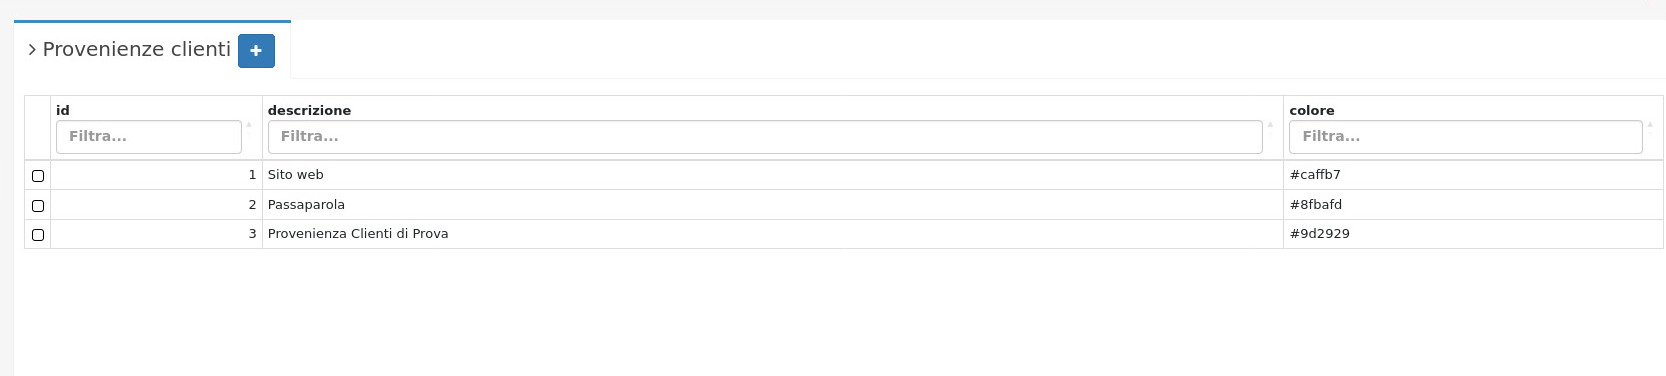 Provenienze clienti
id descrizione colore
Filtra... Filtra... Filtra...
1 Sito web #caffb7
2 Passaparola #8fbafd
3 Provenienza Clienti di Prova #9d2929